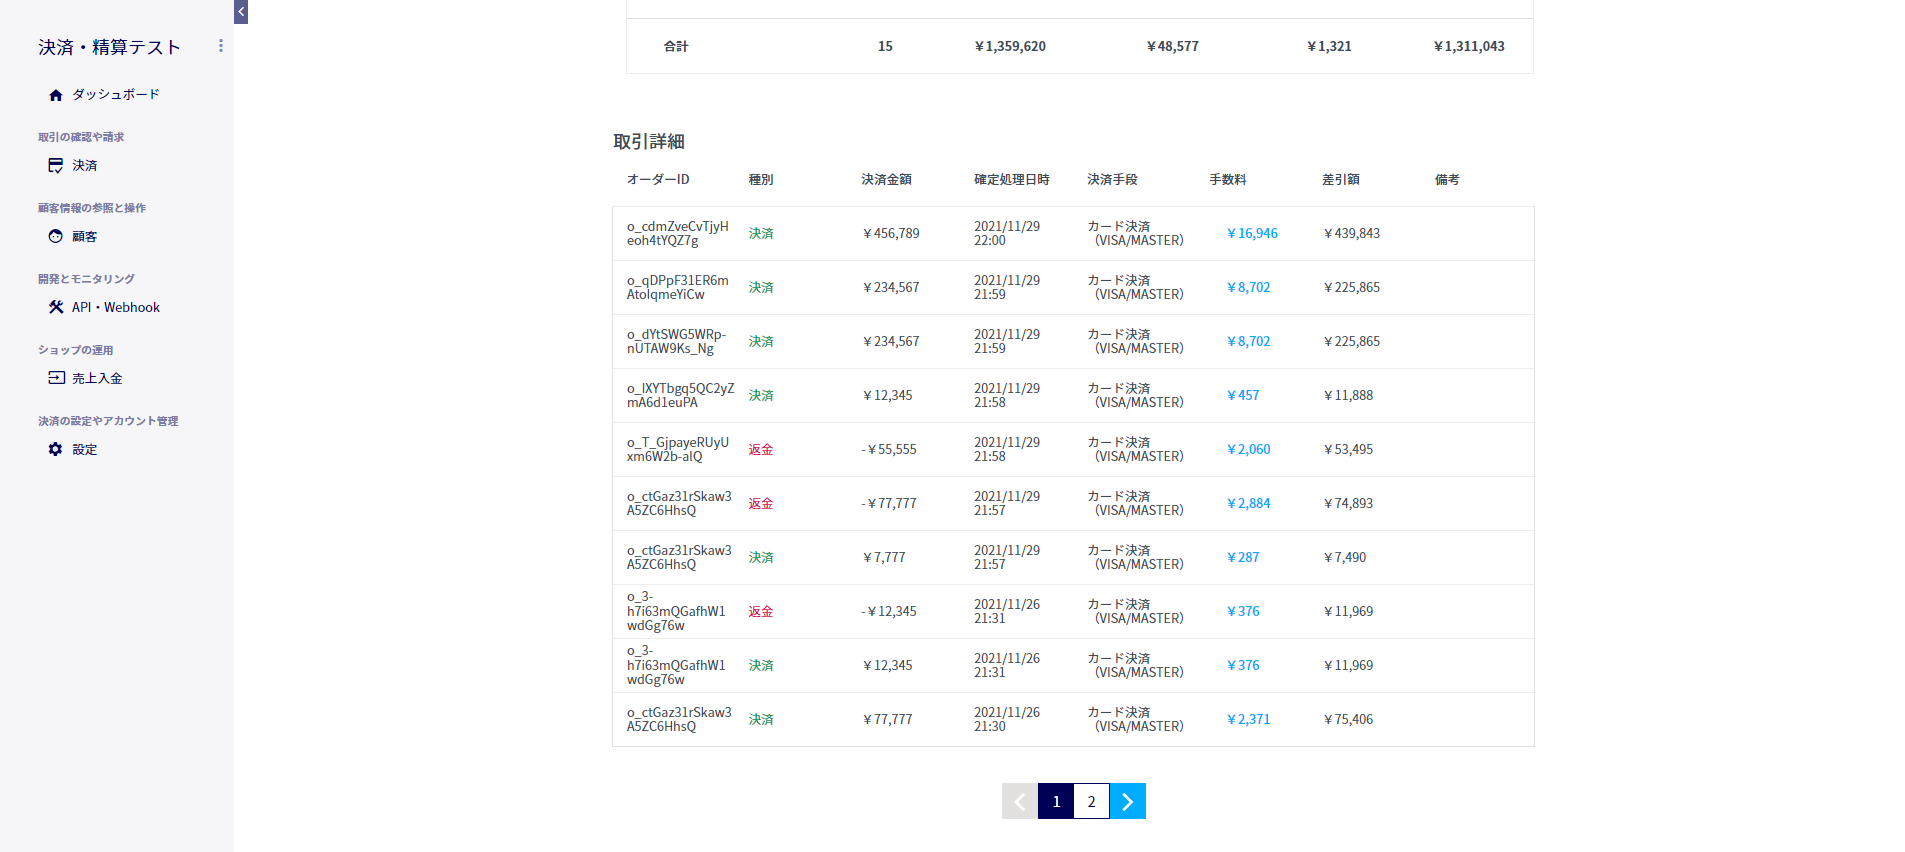 決済・精算テスト
ダッシュボード
取引の確認や請求
決済
顧客情報の参照と操作
顧客
開発とモニタリング
API・Webhook
ショップの運用
売上入金
決済の設定やアカウント管理
設定
合計 15 ¥1,359,620 ¥48,577 ¥1,321 ¥1,311,043
取引詳細
オーダーID 種別 決済金額 確定処理日時 決済手段 手数料 差引額 備考
o_cdmZveCvTjyH
eoh4tYQZ7g 決済 ¥456,789 2021/11/29
22:00 カード決済
（VISA/MASTER） ¥16,946 ¥439,843
o_qDPpF31ER6m
AtoIqmeYiCw 決済 ¥234,567 2021/11/29
21:59 カード決済
（VISA/MASTER） ¥8,702 ¥225,865
o_dYtSWG5WRp-
nUTAW9Ks_Ng 決済 ¥234,567 2021/11/29
21:59 カード決済
（VISA/MASTER） ¥8,702 ¥225,865
o_lXYTbgq5QC2yZ
mA6d1euPA 決済 ¥12,345 2021/11/29
21:58 カード決済
（VISA/MASTER） ¥457 ¥11,888
o_T_GjpayeRUyU
xm6W2b-alQ 返金 -¥55,555 2021/11/29
21:58 カード決済
（VISA/MASTER） ¥2,060 ¥53,495
o_ctGaz31rSkaw3
A5ZC6HhsQ 返金 -¥77,777 2021/11/29
21:57 カード決済
（VISA/MASTER） ¥2,884 ¥74,893
o_ctGaz31rSkaw3
A5ZC6HhsQ 決済 ¥7,777 2021/11/29
21:57 カード決済
（VISA/MASTER） ¥287 ¥7,490
o_3-
h7i63mQGafhW1
wdGg76w 返金 -¥12,345 2021/11/26
21:31 カード決済
（VISA/MASTER） ¥376 ¥11,969
o_3-
h7i63mQGafhW1
wdGg76w 決済 ¥12,345 2021/11/26
21:31 カード決済
（VISA/MASTER） ¥376 ¥11,969
o_ctGaz31rSkaw3
A5ZC6HhsQ 決済 ¥77,777 2021/11/26
21:30 カード決済
（VISA/MASTER） ¥2,371 ¥75,406
1 2